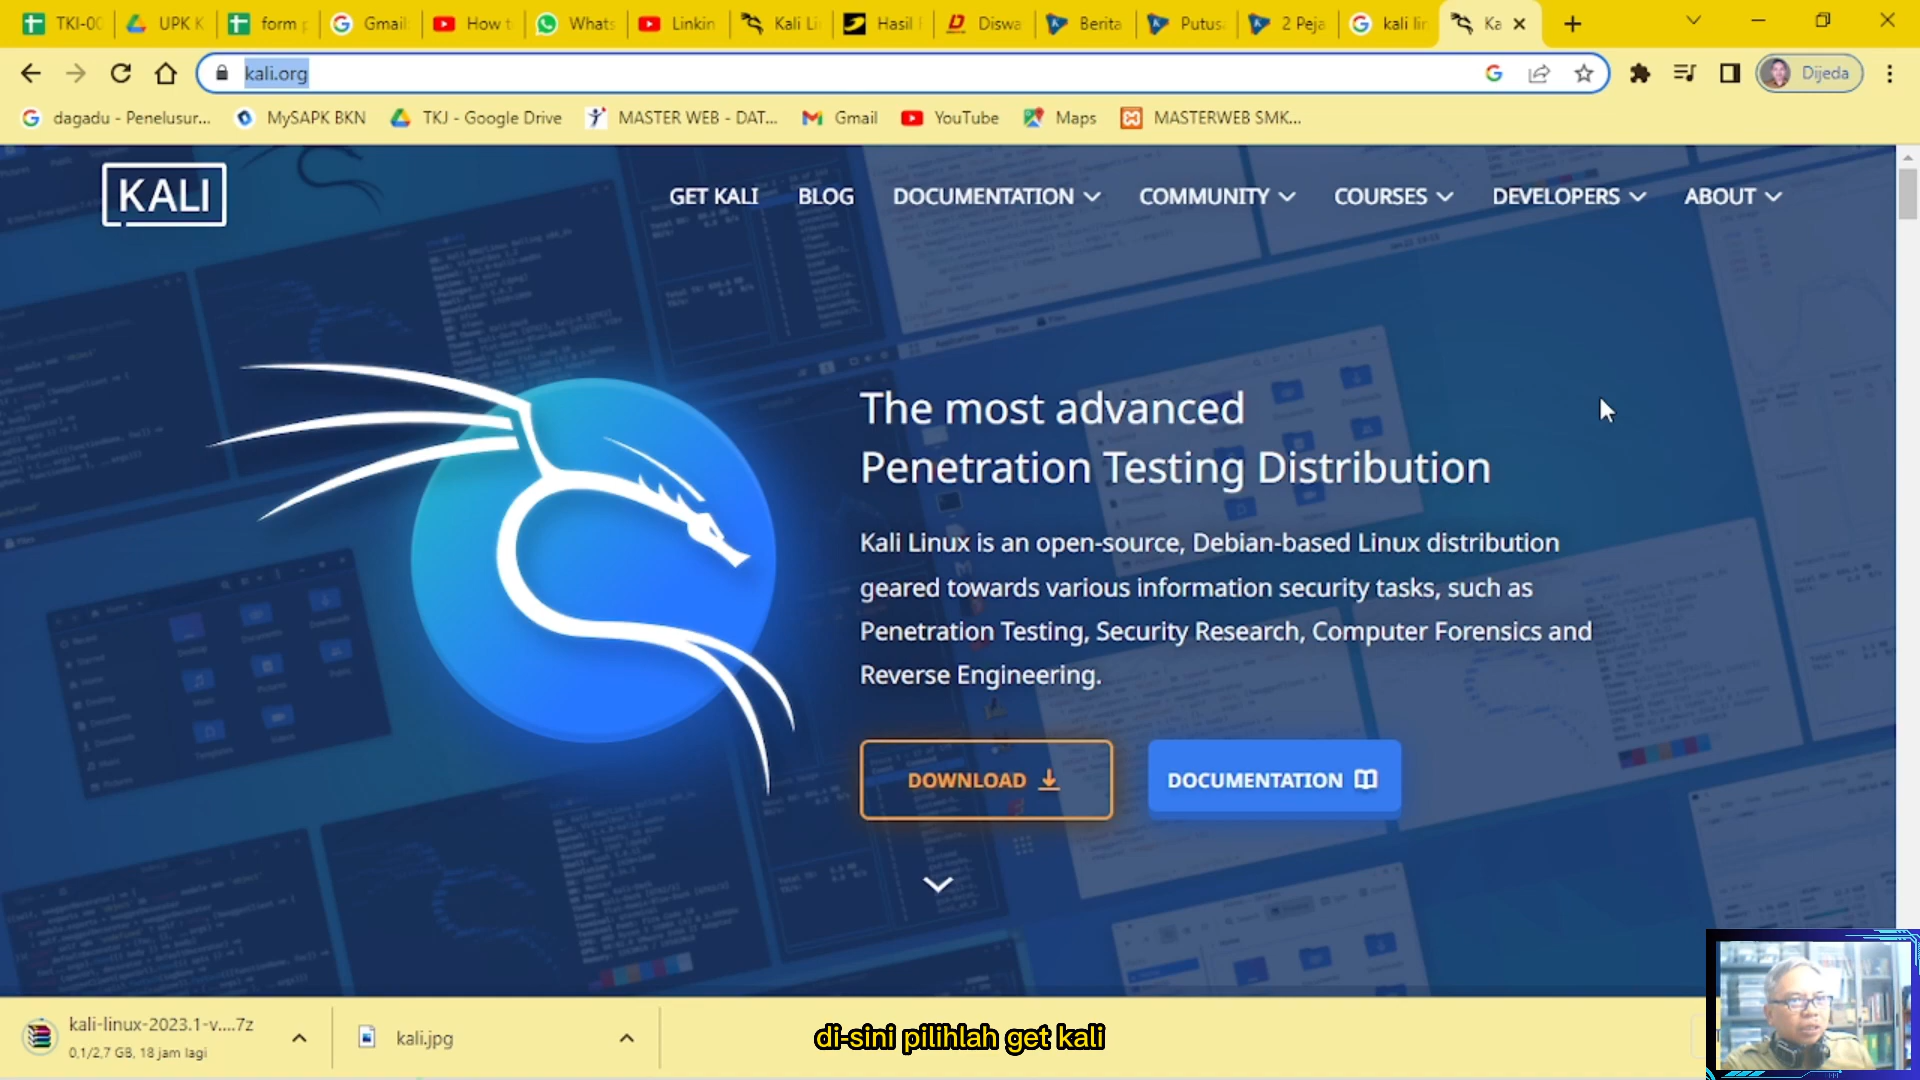 TKI-00
UPK K
form p
Gmail
How t
Whats
Linkin
Kali Li
Hasil
Diswa
Berita
Putus
2 Peja
kali lin
Ka
kali.org
Dijeda
dagadu - Penelusur...
MySAPK BKN
TKJ - Google Drive
MASTER WEB - DAT...
Gmail
YouTube
Maps
MASTERWEB SMK...
KALI
GET KALI
BLOG
DOCUMENTATION
COMMUNITY
COURSES
DEVELOPERS
ABOUT
The most advanced
Penetration Testing Distribution
Kali Linux is an open-source, Debian-based Linux distribution
geared towards various information security tasks, such as
Penetration Testing, Security Research, Computer Forensics and
Reverse Engineering.
DOWNLOAD
DOCUMENTATION
kali-linux-2023.1-v....7z
0,1/2,7 GB, 18 jam lagi
kali.jpg
di-sini pilihlah get kali